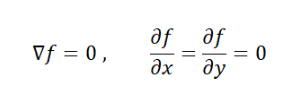 ∇f = 0 , ∂f/∂x = ∂f/∂y = 0